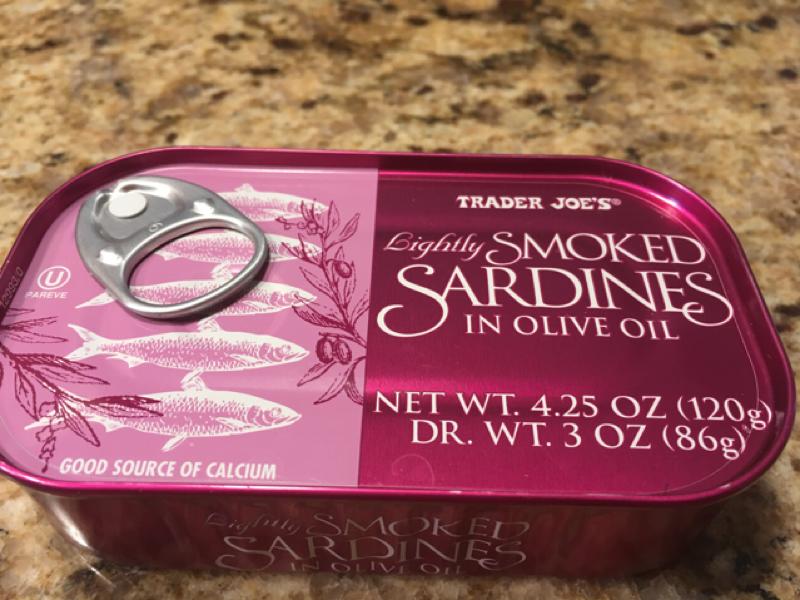 TRADER JOE'S®
Lightly SMOKED
SARDINES
IN OLIVE OIL
NET WT. 4.25 OZ (120g)
DR. WT. 3 OZ (86g)
U
PAREVE
GOOD SOURCE OF CALCIUM
Lightly SMOKED
SARDINES
IN OLIVE OIL